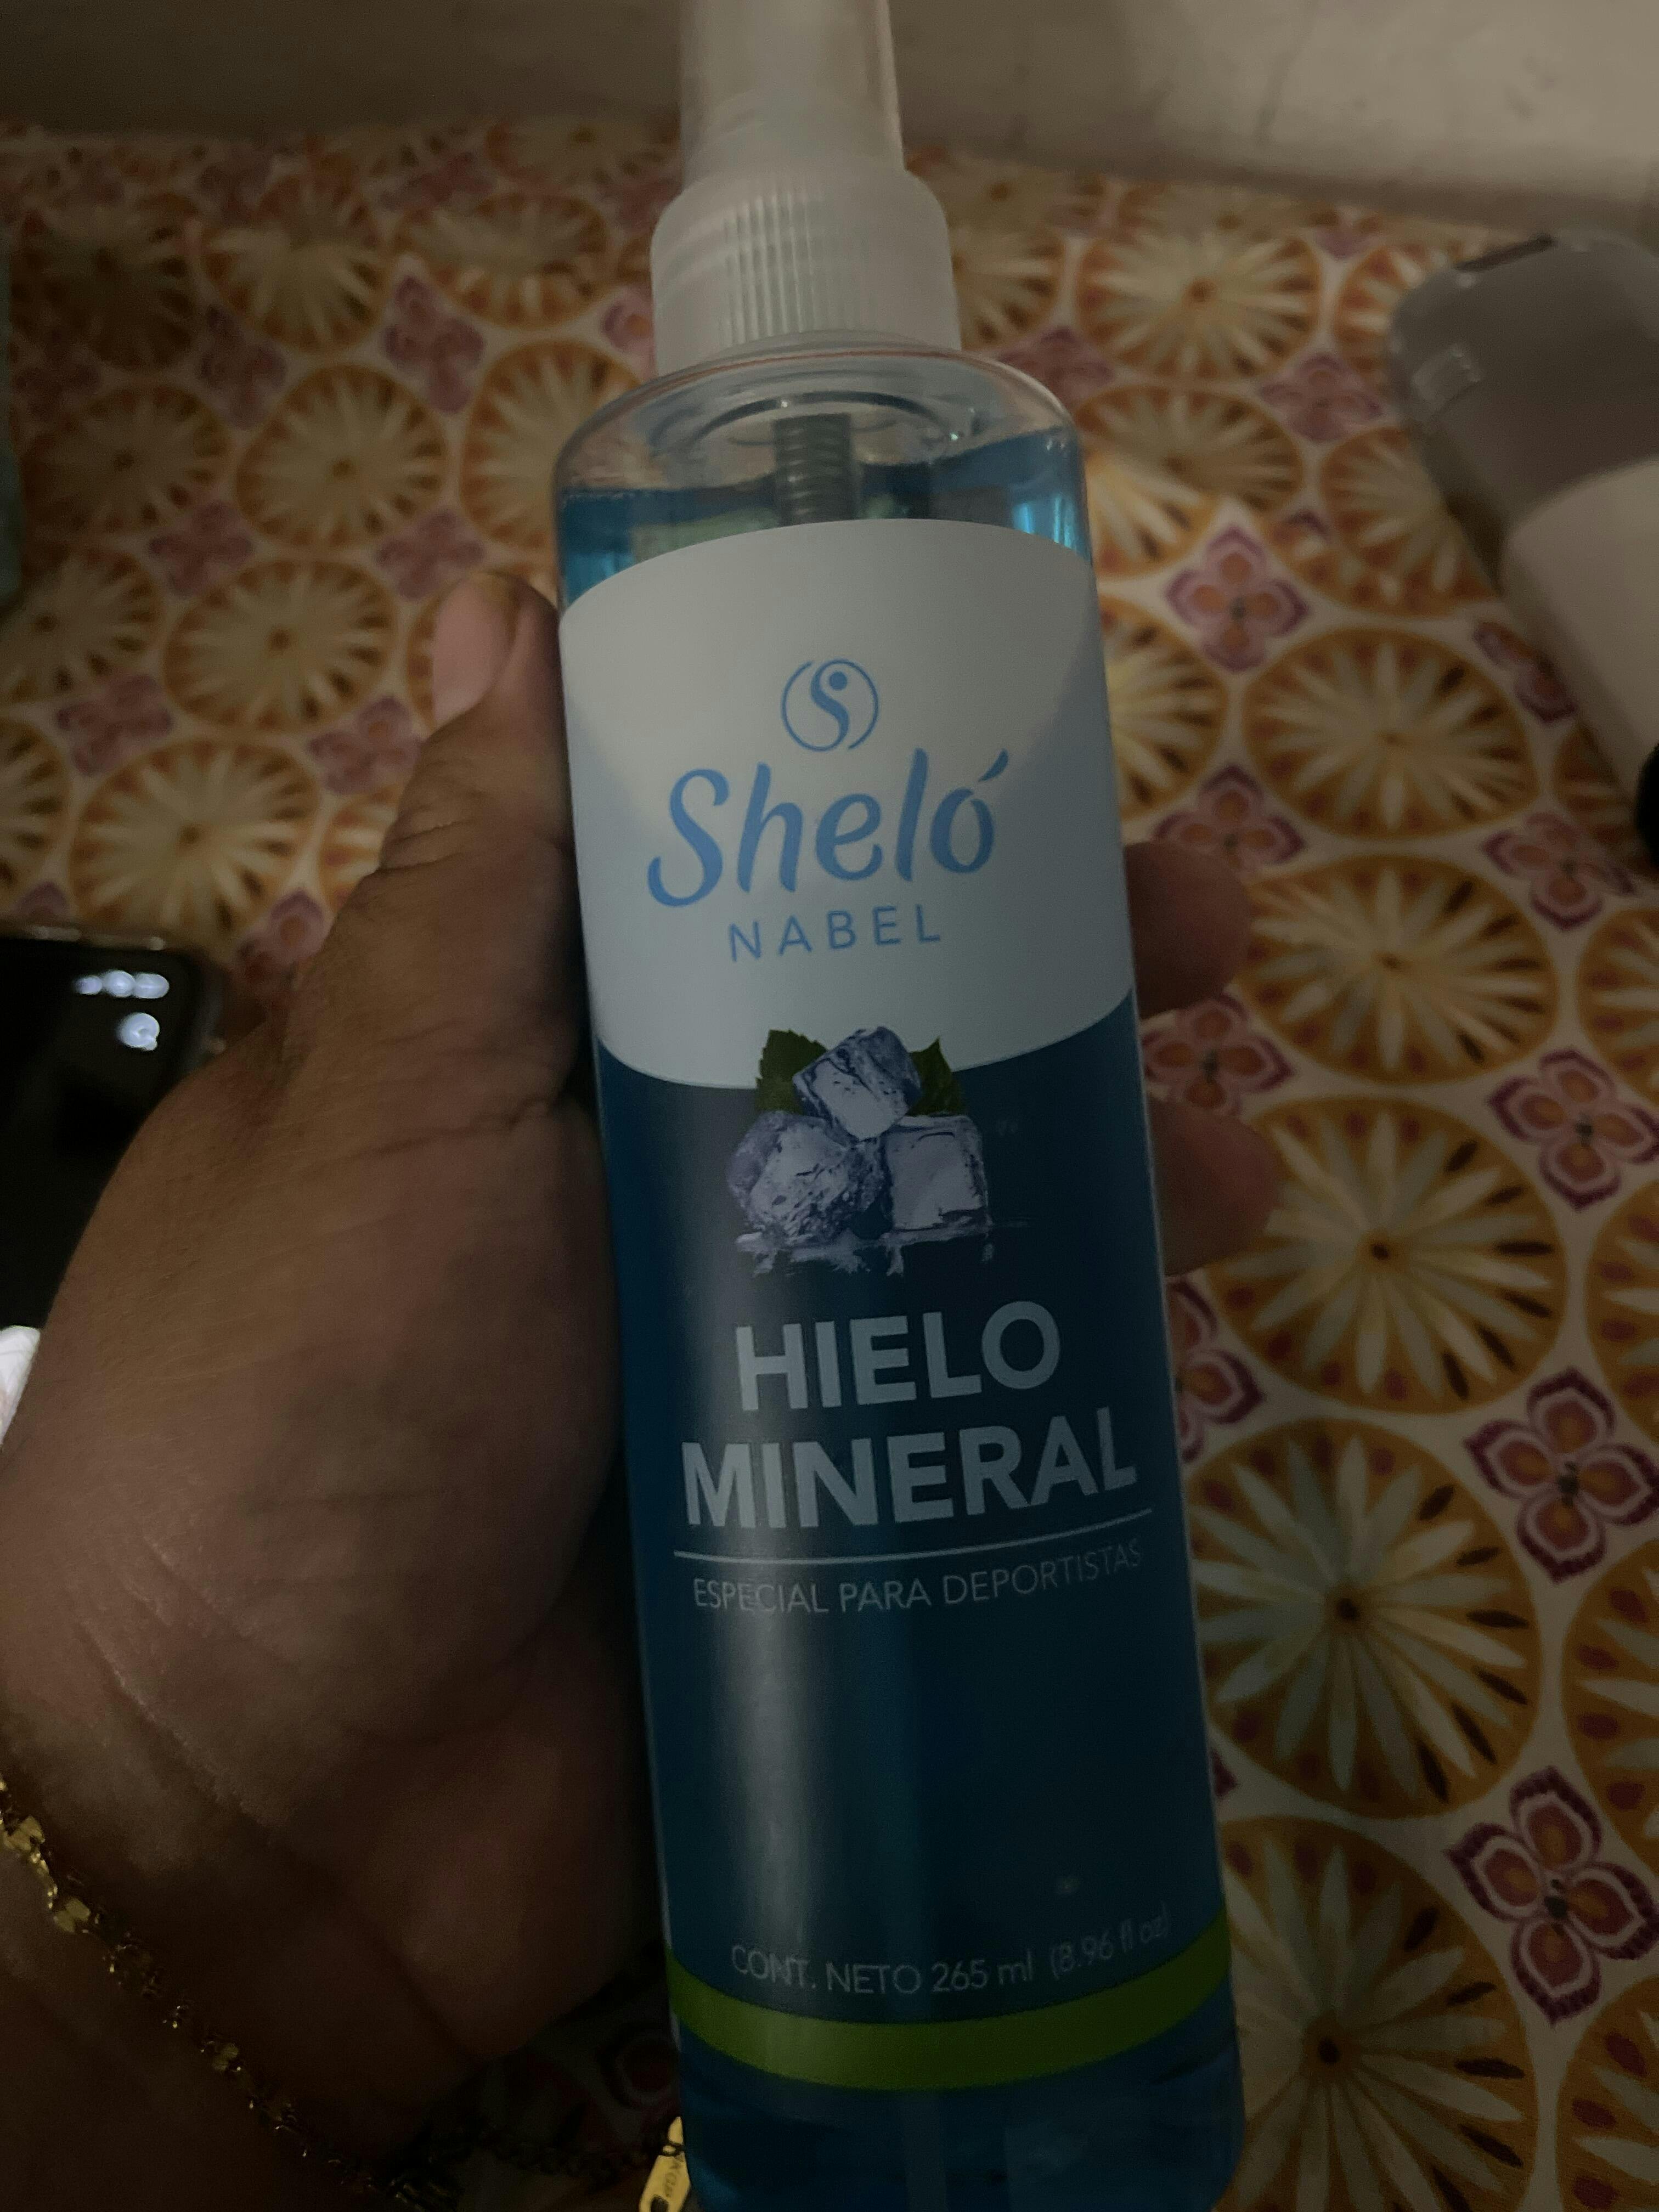 Sheló
NABEL
HIELO
MINERAL
ESPECIAL PARA DEPORTISTAS
CONT. NETO 265 ml (8.96 fl oz)